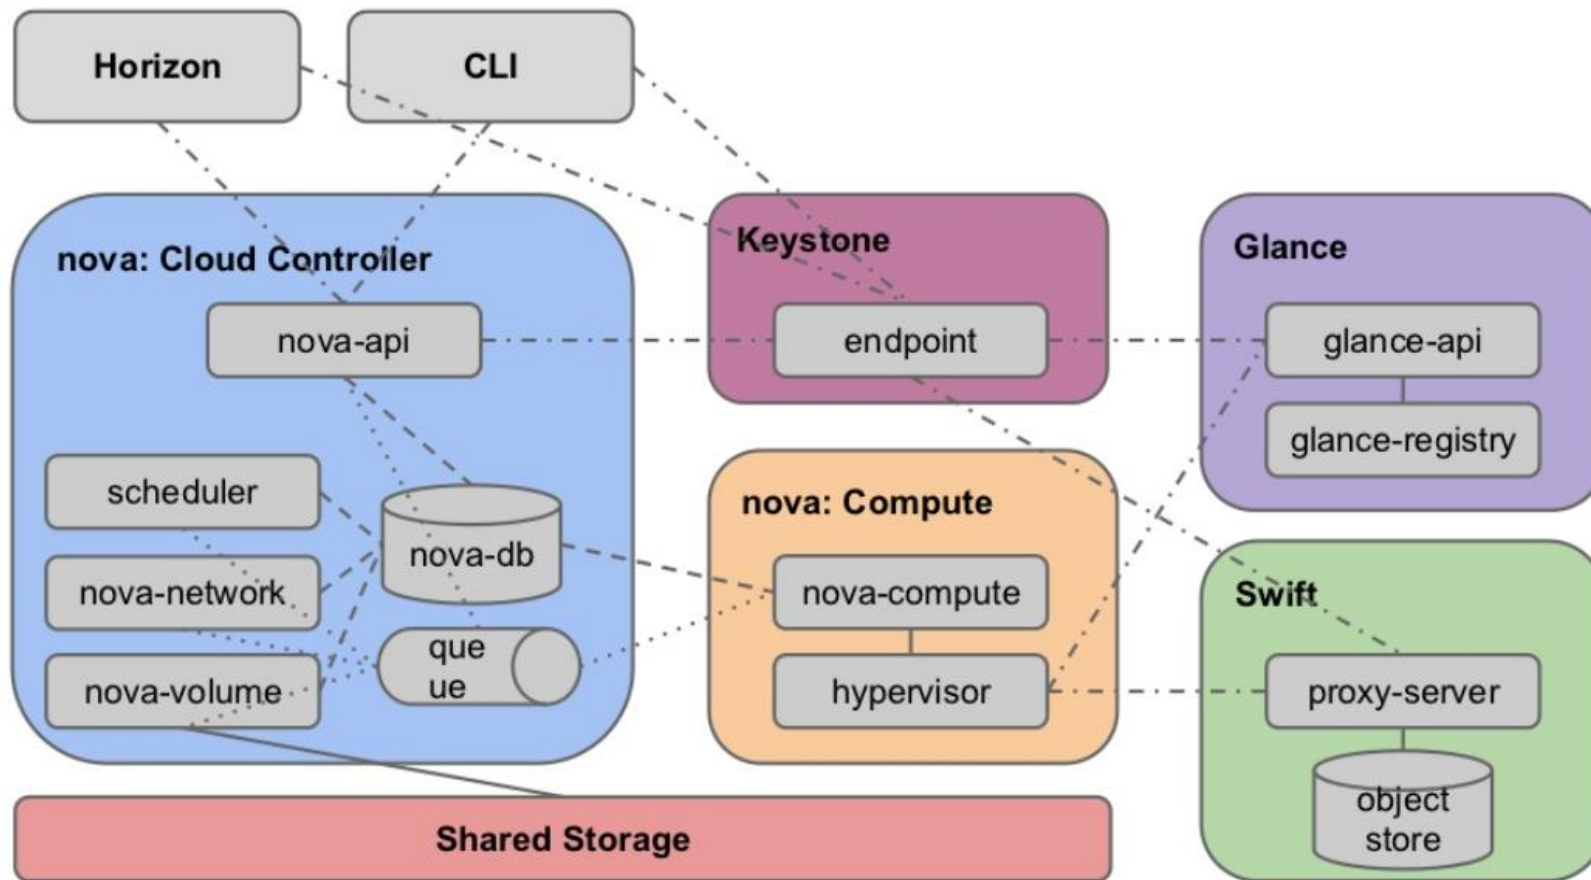 Horizon
CLI
nova: Cloud Controller
nova-api
scheduler
nova-network
nova-volume
nova-db
que
ue
Keystone
endpoint
nova: Compute
nova-compute
hypervisor
Glance
glance-api
glance-registry
Swift
proxy-server
object
store
Shared Storage